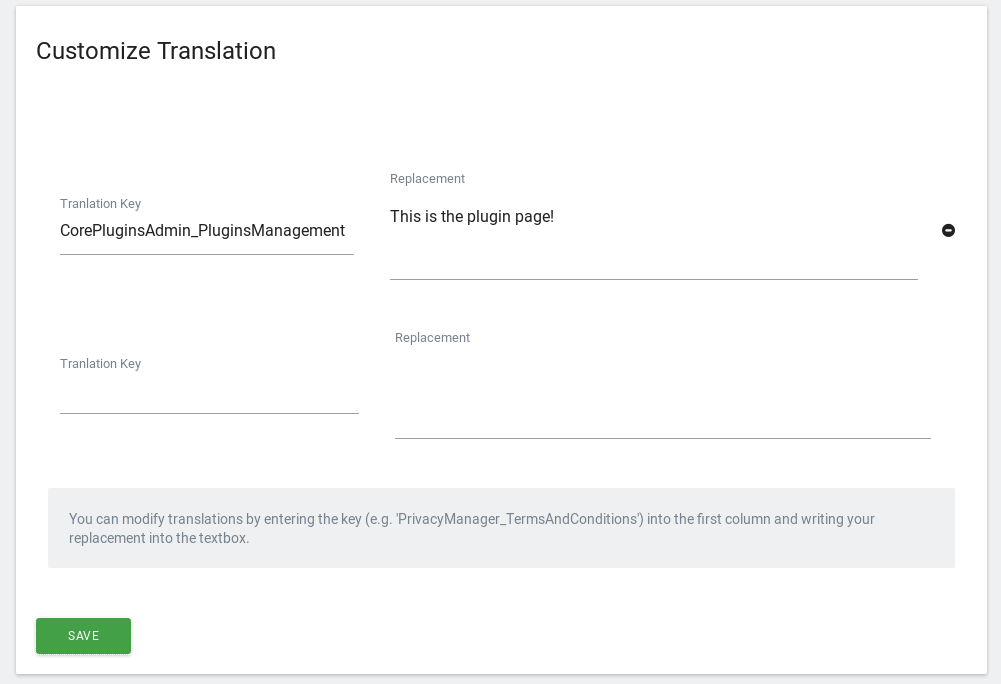 Customize Translation
Replacement
Tranlation Key
This is the plugin page!
CorePluginsAdmin_PluginsManagement
Replacement
Tranlation Key
You can modify translations by entering the key (e.g. 'PrivacyManager_TermsAndConditions') into the first column and writing your
replacement into the textbox.
SAVE